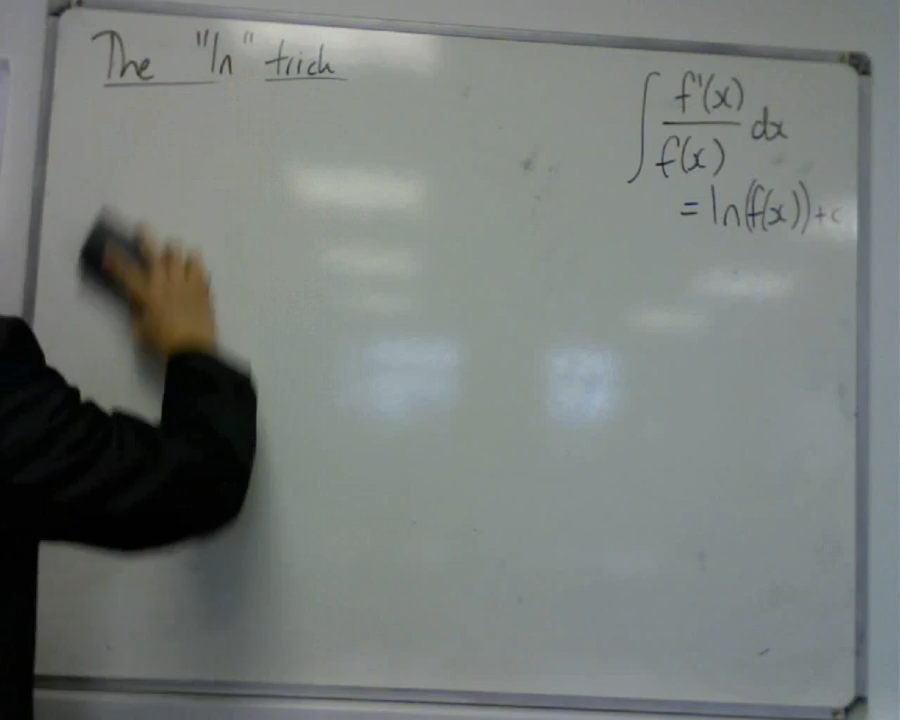 The "ln" trick
∫ f'(x)/f(x) dx
= ln(f(x)) + c